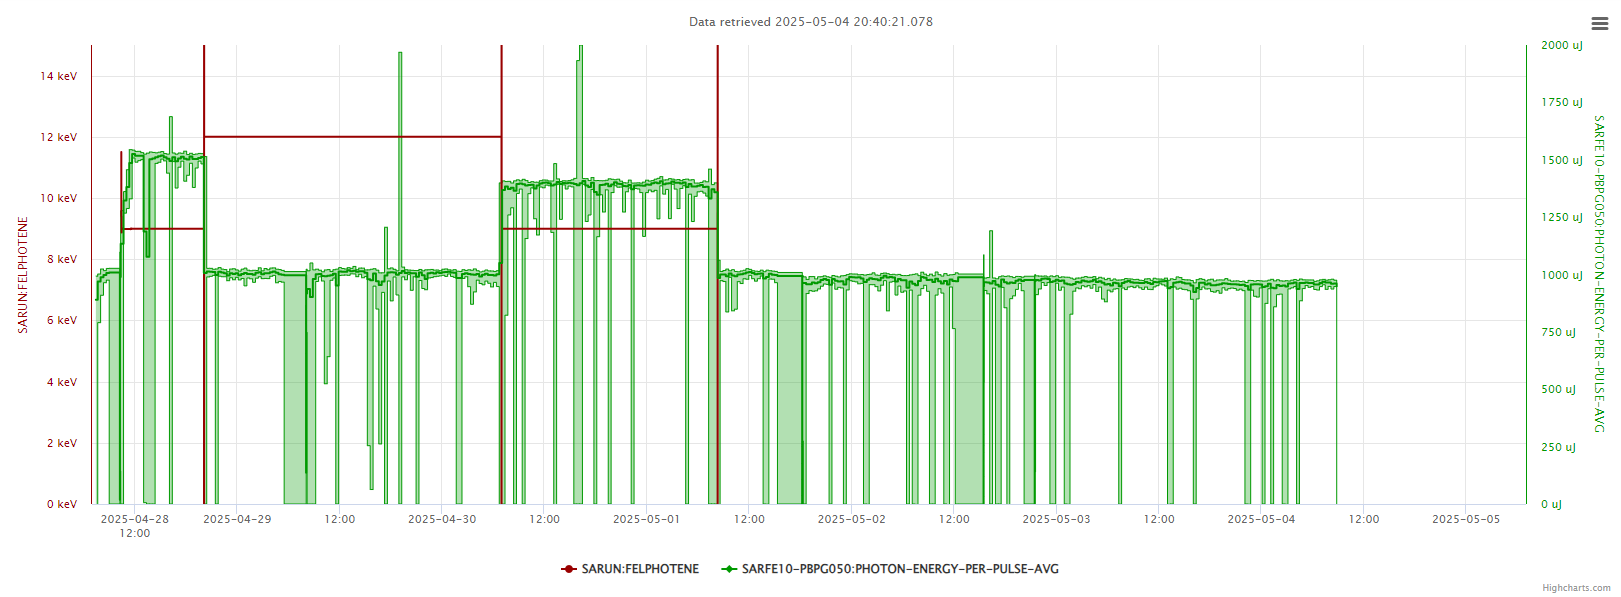 Data retrieved 2025-05-04 20:40:21.078
14 keV
12 keV
10 keV
8 keV
6 keV
4 keV
2 keV
0 keV
SARUN:FELPHOTENE
2000 uJ
1750 uJ
1500 uJ
1250 uJ
1000 uJ
750 uJ
500 uJ
250 uJ
0 uJ
SARFE10-PBPG050:PHOTON-ENERGY-PER-PULSE-AVG
2025-04-28
12:00
2025-04-29
12:00
2025-04-30
12:00
2025-05-01
12:00
2025-05-02
12:00
2025-05-03
12:00
2025-05-04
12:00
2025-05-05
SARUN:FELPHOTENE
SARFE10-PBPG050:PHOTON-ENERGY-PER-PULSE-AVG
Highcharts.com